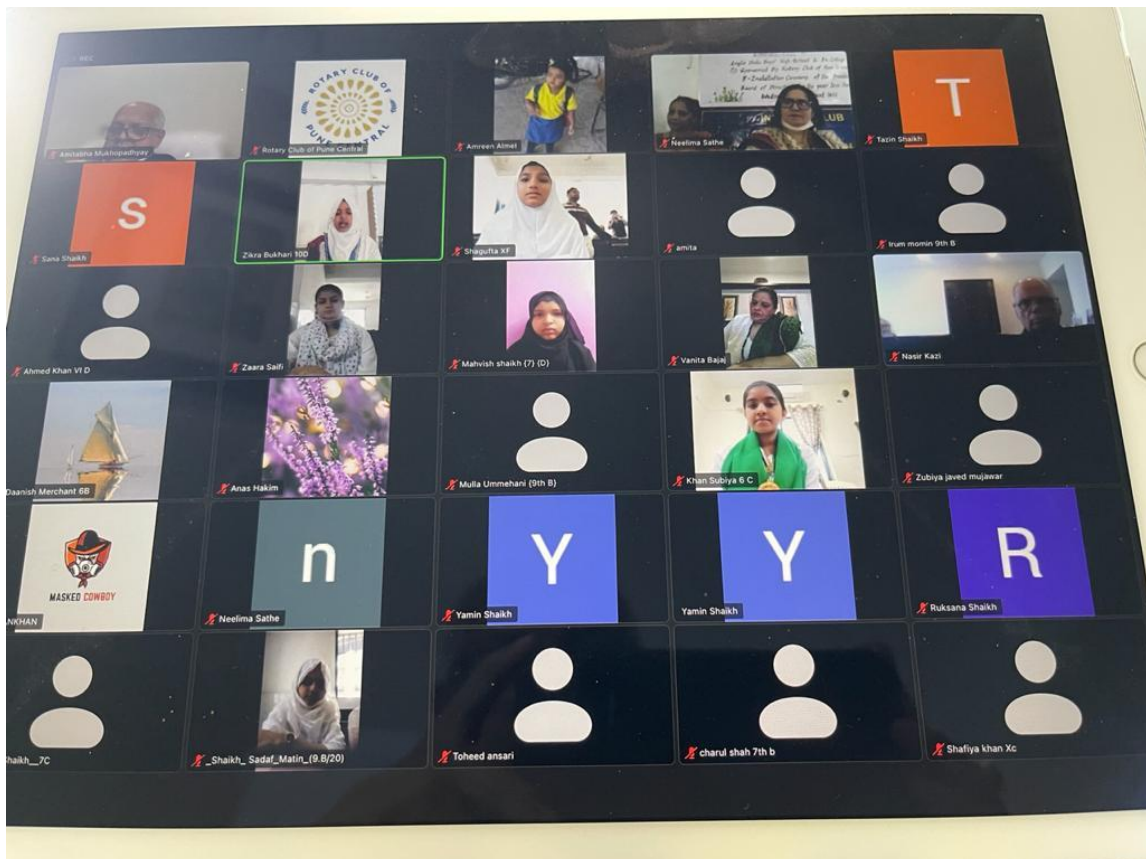 REC
Amitabha Mukhopadhyay
ROTARY CLUB OF
PUNE CENTRAL
Rotary Club of Pune Central
Amreen Almel
Neelima Sathe
T
Tazin Shaikh
S
Sana Shaikh
Zikra Bukhari 10D
Shagufta XF
amita
Irum momin 9th B
Ahmed Khan VI D
Zaara Saifi
Mahvish shaikh {7} {D}
Vanita Bajaj
Nasir Kazi
Daanish Merchant 6B
Anas Hakim
Mulla Ummehani {9th B}
Khan Subiya 6 C
Zubiya javed mujawar
MASKED COWBOY
NKHAN
n
Neelima Sathe
Y
Yamin Shaikh
Y
Yamin Shaikh
R
Ruksana Shaikh
haikh__7C
_Shaikh_ Sadaf_Matin_(9.B/20)
Toheed ansari
charul shah 7th b
Shafiya khan Xc